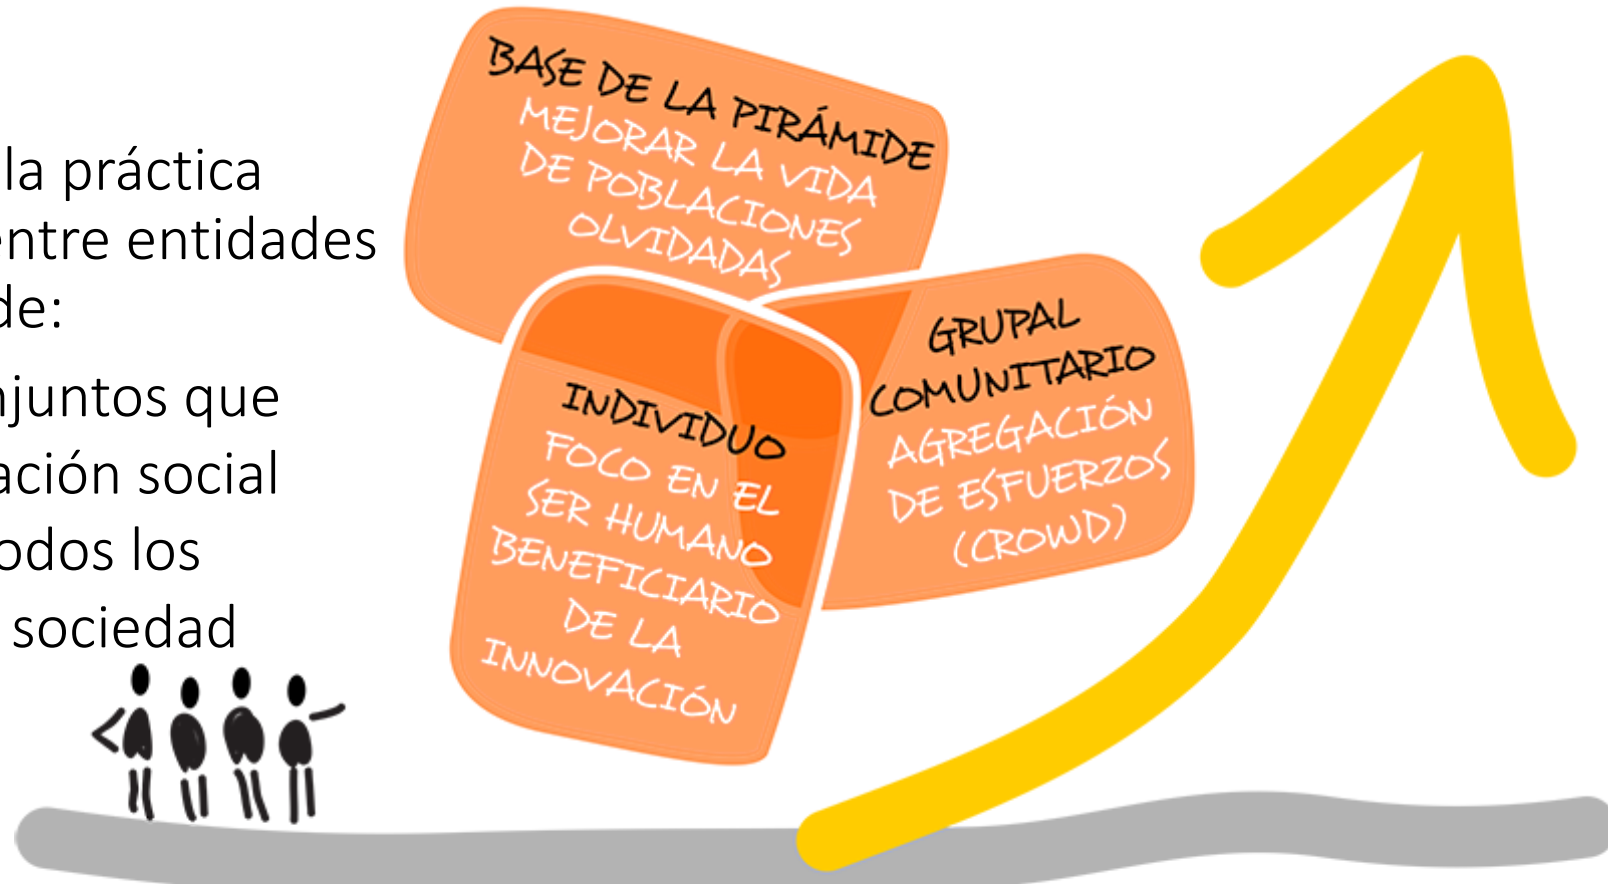 la práctica
entre entidades
de:
njuntos que
ación social
odos los
sociedad
BASE DE LA PIRÁMIDE
MEJORAR LA VIDA
DE POBLACIONES
OLVIDADAS
GRUPAL
COMUNITARIO
AGREGACIÓN
DE ESFUERZOS
(CROWD)
INDIVIDUO
FOCO EN EL
SER HUMANO
BENEFICIARIO
DE LA
INNOVACIÓN